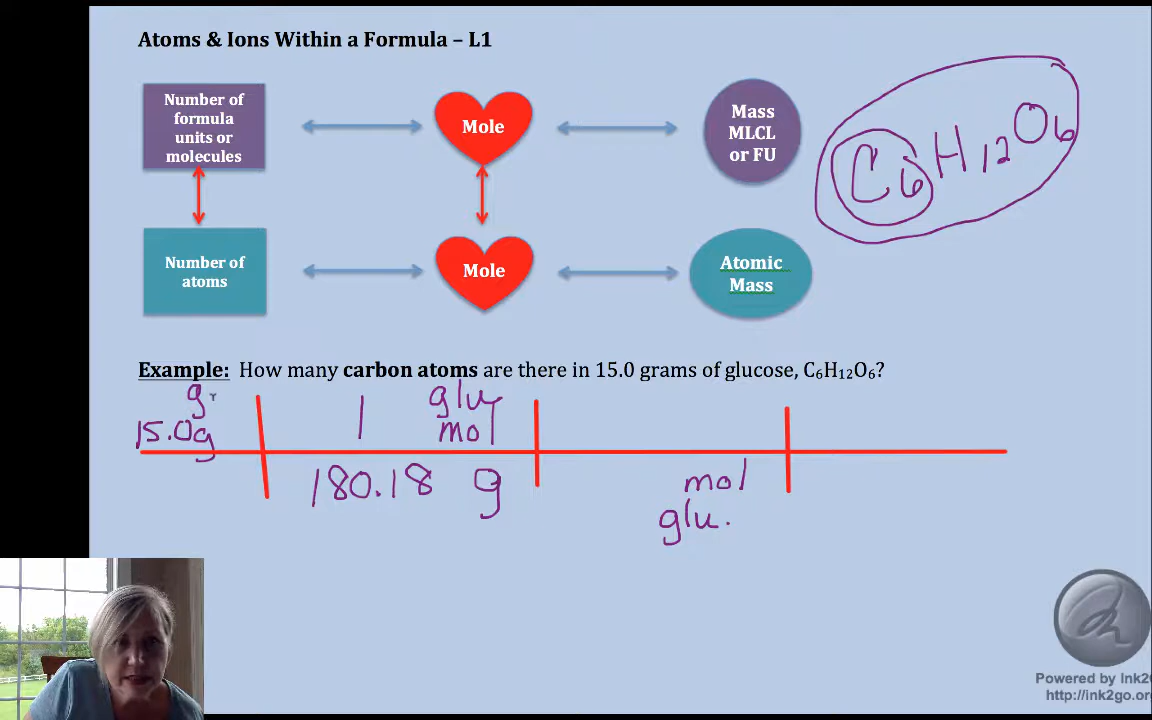 Atoms & Ions Within a Formula – L1
Number of
formula
units or
molecules
Mole
Mass
MLCL
or FU
C6H12O6
Number of
atoms
Mole
Atomic
Mass
Example: How many carbon atoms are there in 15.0 grams of glucose, C₆H₁₂O₆?
g
15.0g
1 glu
mol
180.18 g
mol
glu.
Powered by Ink2G
http://ink2go.org